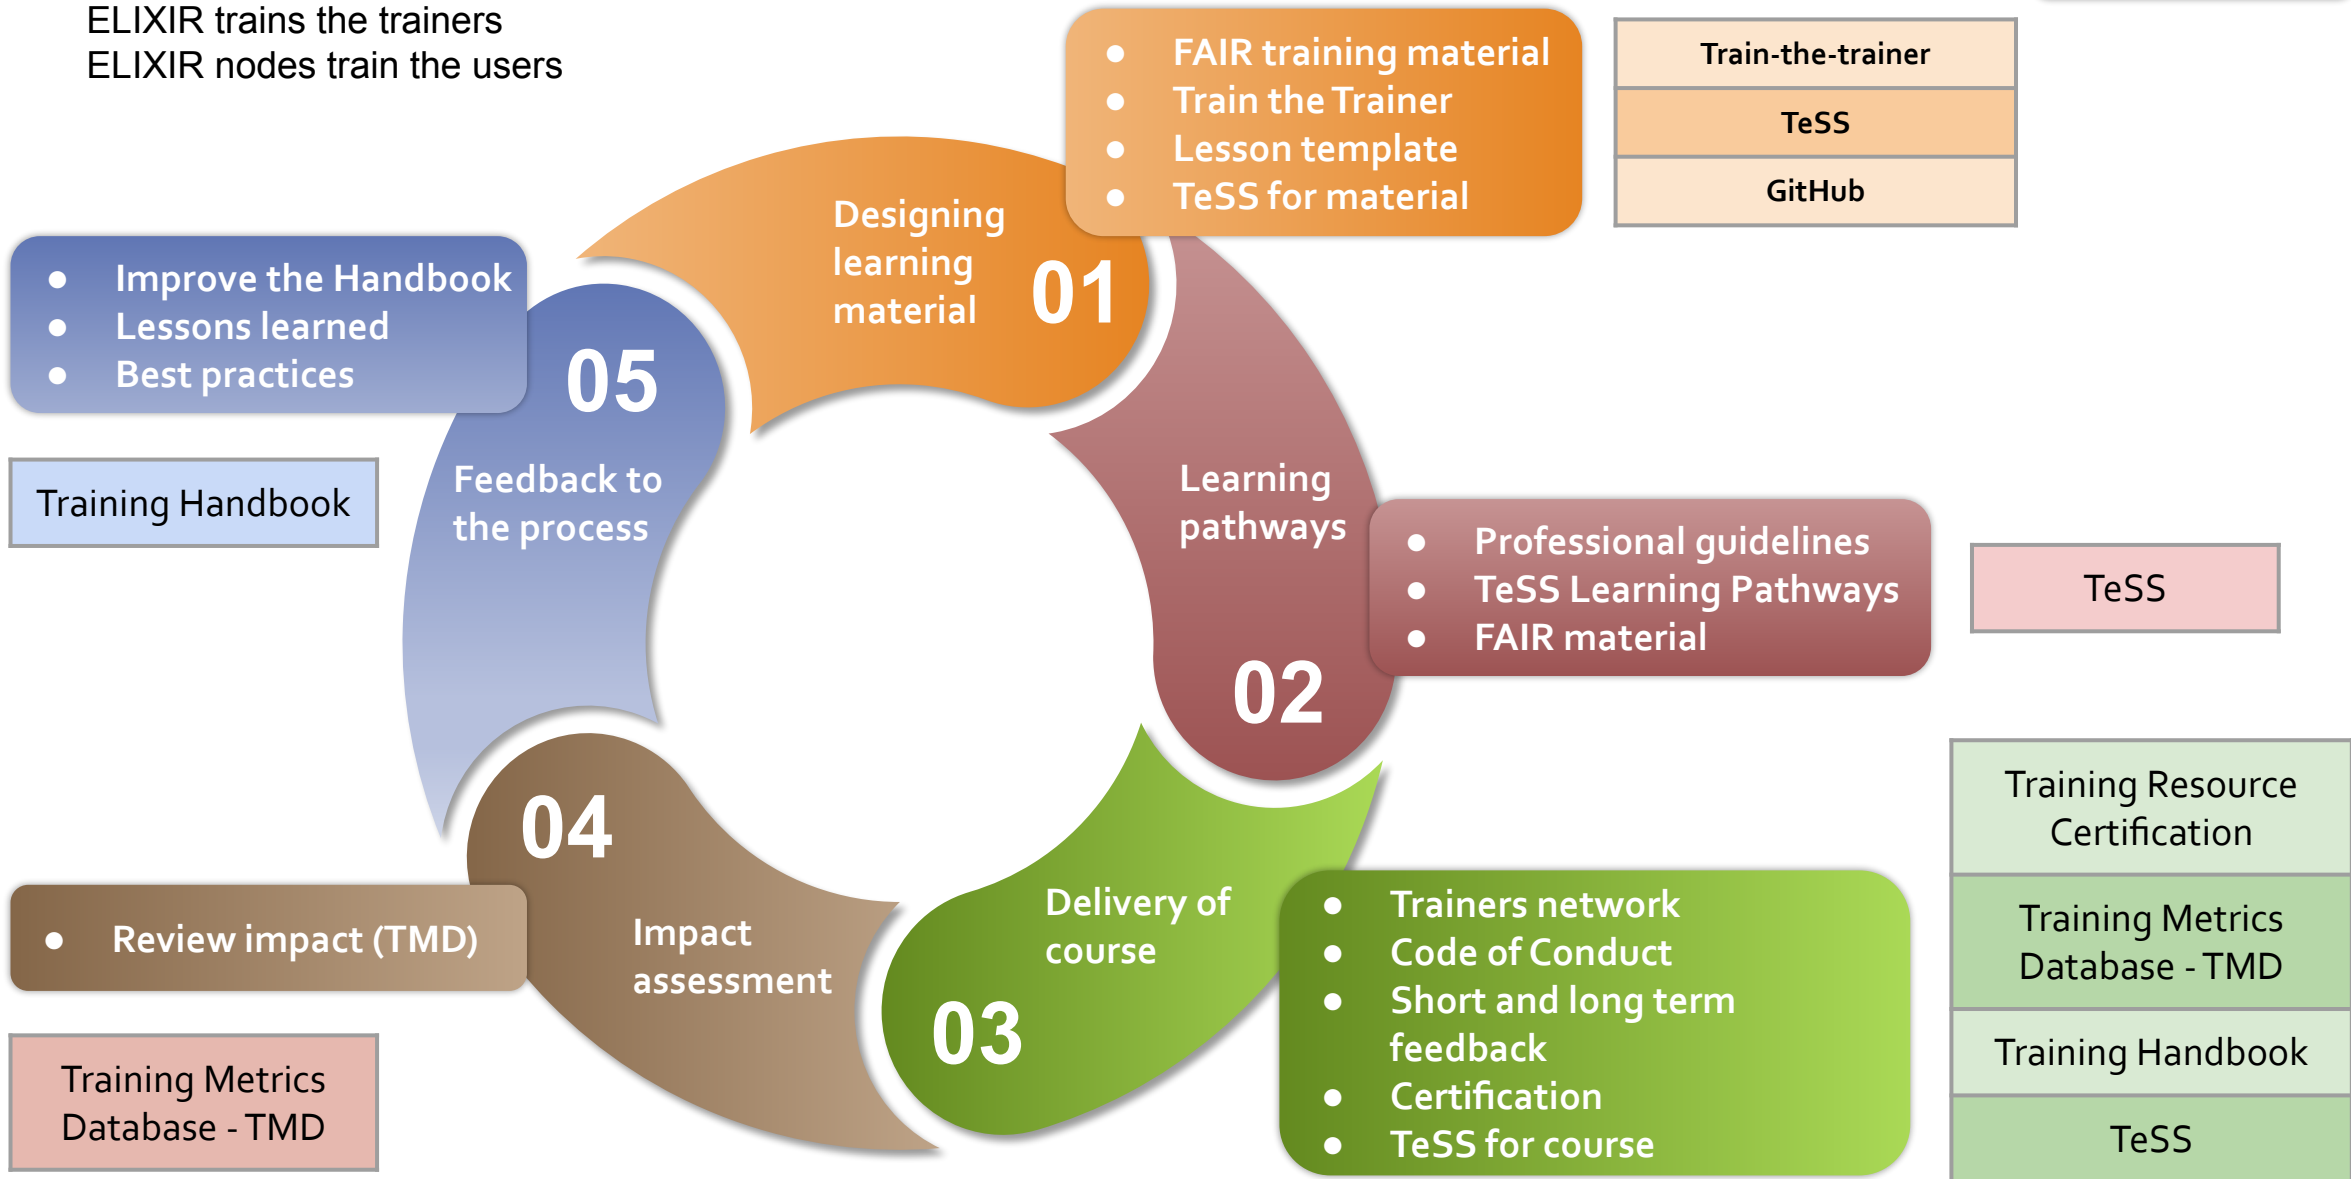 ELIXIR trains the trainers
ELIXIR nodes train the users
● FAIR training material
● Train the Trainer
● Lesson template
● TeSS for material
Train-the-trainer
TeSS
GitHub
Designing
learning
material
01
● Improve the Handbook
● Lessons learned
● Best practices
05
Feedback to
the process
Training Handbook
Learning
pathways
02
● Professional guidelines
● TeSS Learning Pathways
● FAIR material
TeSS
04
Impact
assessment
● Review impact (TMD)
Training Metrics
Database - TMD
Delivery of
course
03
● Trainers network
● Code of Conduct
● Short and long term
feedback
● Certification
● TeSS for course
Training Resource
Certification
Training Metrics
Database - TMD
Training Handbook
TeSS